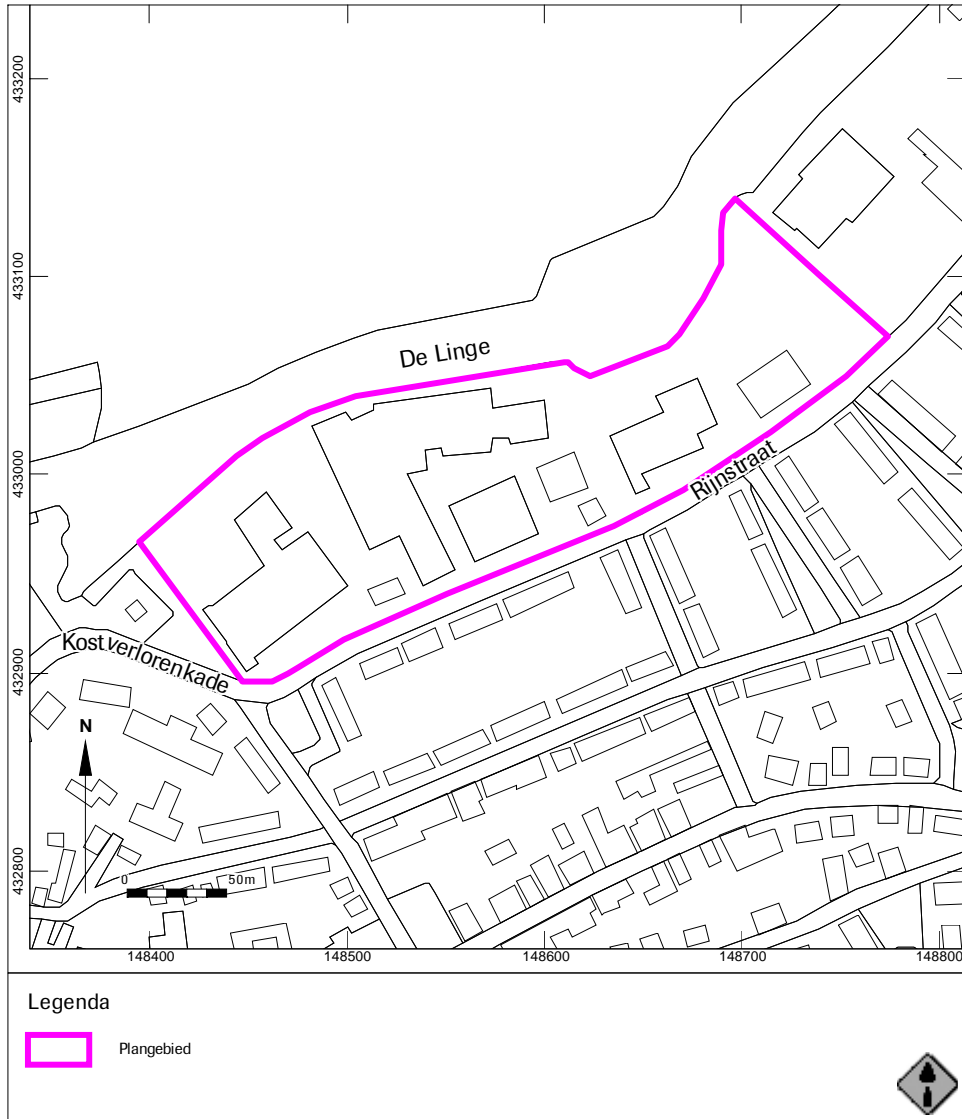 433200
433100
De Linge
433000
Rijnstraat
Kostverlorenkade
432900
N
432800
0 50m
148400 148500 148600 148700 148800
Legenda
Plangebied